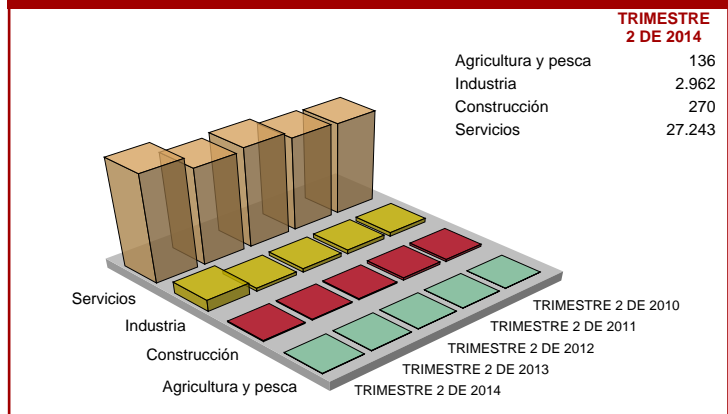 TRIMESTRE
2 DE 2014
Agricultura y pesca 136
Industria 2.962
Construcción 270
Servicios 27.243
Servicios
Industria
Construcción
Agricultura y pesca
TRIMESTRE 2 DE 2010
TRIMESTRE 2 DE 2011
TRIMESTRE 2 DE 2012
TRIMESTRE 2 DE 2013
TRIMESTRE 2 DE 2014